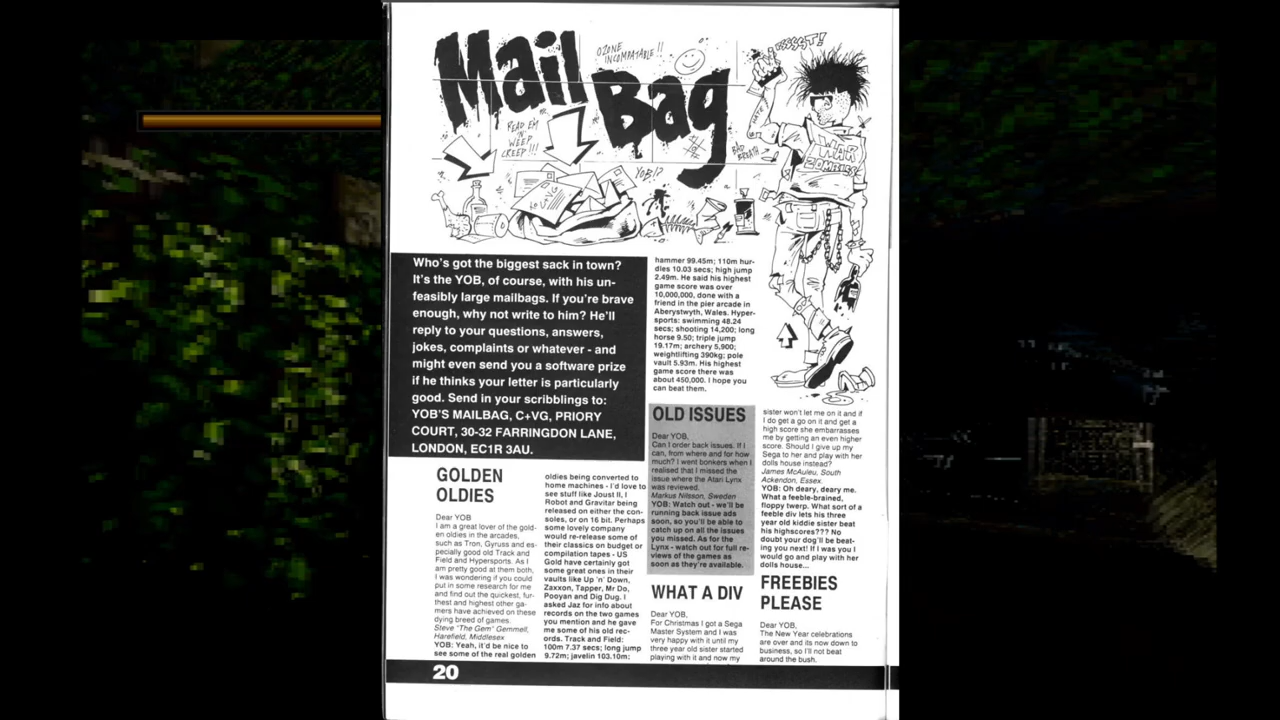 Mail
Bag
OZONE
INCOMPATABLE!!
PSSSST!
READ EM
'N'
WEEP
CREEP!!!
YOB!?
BAD
BREATH
HATE
WAR
ZOMBIES
Who's got the biggest sack in town?
It's the YOB, of course, with his un-
feasibly large mailbags. If you're brave
enough, why not write to him? He'll
reply to your questions, answers,
jokes, complaints or whatever - and
might even send you a software prize
if he thinks your letter is particularly
good. Send in your scribblings to:
YOB'S MAILBAG, C+VG, PRIORY
COURT, 30-32 FARRINGDON LANE,
LONDON, EC1R 3AU.
GOLDEN
OLDIES
Dear YOB
I am a great lover of the gold-
en oldies in the arcades,
such as Tron, Gyruss and es-
pecially good old Track and
Field and Hypersports. As I
am pretty good at them both,
I was wondering if you could
put in some research for me
and find out the quickest, fur-
thest and highest other ga-
mers have achieved on these
dying breed of games.
Steve "The Gem" Gemmell,
Harefield, Middlesex
YOB: Yeah, it'd be nice to
see some of the real golden
oldies being converted to
home machines - I'd love to
see stuff like Joust II, I
Robot and Gravitar being
released on either the con-
soles, or on 16 bit. Perhaps
some lovely company
would re-release some of
their classics on budget or
compilation tapes - US
Gold have certainly got
some great ones in their
vaults like Up 'n' Down,
Zaxxon, Tapper, Mr Do,
Pooyan and Dig Dug. I
asked Jaz for info about
records on the two games
you mention and he gave
me some of his old rec-
ords. Track and Field:
100m 7.37 secs; long jump
9.72m; javelin 103.10m:
hammer 99.45m; 110m hur-
dles 10.03 secs; high jump
2.49m. He said his highest
game score was over
10,000,000, done with a
friend in the pier arcade in
Aberystwyth, Wales. Hyper-
sports: swimming 48.24
secs; shooting 14,200; long
horse 9.50; triple jump
19.17m; archery 5,900;
weightlifting 390kg; pole
vault 5.93m. His highest
game score there was
about 450,000. I hope you
can beat them.
OLD ISSUES
Dear YOB,
Can I order back issues. If I
can, from where and for how
much? I went bonkers when I
realised that I missed the
issue where the Atari Lynx
was reviewed.
Markus Nilsson, Sweden
YOB: Watch out - we'll be
running back issue ads
soon, so you'll be able to
catch up on all the issues
you missed. As for the
Lynx - watch out for full re-
views of the games as
soon as they're available.
WHAT A DIV
Dear YOB,
For Christmas I got a Sega
Master System and I was
very happy with it until my
three year old sister started
playing with it and now my
sister won't let me on it and if
I do get a go on it and get a
high score she embarrasses
me by getting an even higher
score. Should I give up my
Sega to her and play with her
dolls house instead?
James McAuleu, South
Ackendon, Essex.
YOB: Oh deary, deary me.
What a feeble-brained,
floppy twerp. What sort of a
feeble div lets his three
year old kiddie sister beat
his highscores??? No
doubt your dog'll be beat-
ing you next! If I was you I
would go and play with her
dolls house...
FREEBIES
PLEASE
Dear YOB,
The New Year celebrations
are over and its now down to
business, so I'll not beat
around the bush.
20